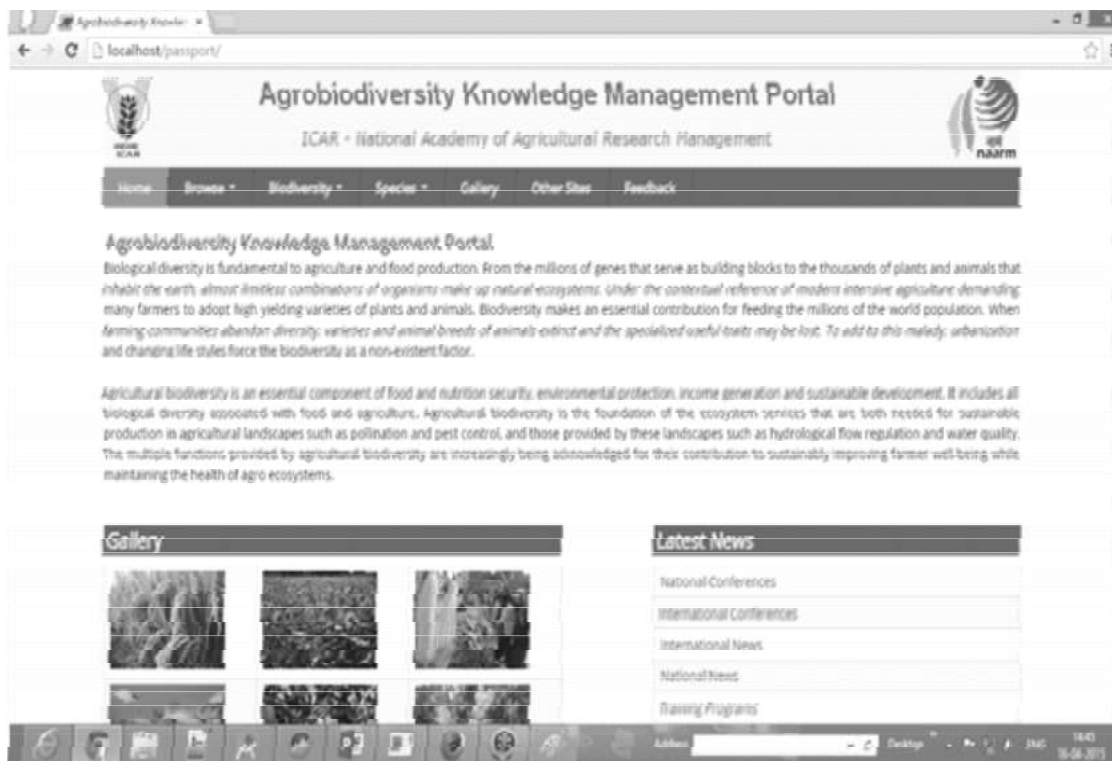 Agrobiodiversity Knowle
localhost/passport/
Agrobiodiversity Knowledge Management Portal
ICAR - National Academy of Agricultural Research Management
ICAR
naarm
Home Browse Biodiversity Species Gallery Other Sites Feedback
Agrobiodiversity Knowledge Management Portal
Biological diversity is fundamental to agriculture and food production. From the millions of genes that serve as building blocks to the thousands of plants and animals that
inhabit the earth, almost limitless combinations of organisms make up natural ecosystems. Under the contextual reference of modern intensive agriculture demanding
many farmers to adopt high yielding varieties of plants and animals. Biodiversity makes an essential contribution for feeding the millions of the world population. When
farming communities abandon diversity, varieties and animal breeds of animals extinct and the specialized useful traits may be lost. To add to this malady, urbanization
and changing life styles force the biodiversity as a non-existent factor.
Agricultural biodiversity is an essential component of food and nutrition security, environmental protection, income generation and sustainable development. It includes all
biological diversity associated with food and agriculture. Agricultural biodiversity is the foundation of the ecosystem services that are both needed for sustainable
production in agricultural landscapes such as pollination and pest control, and those provided by these landscapes such as hydrological flow regulation and water quality.
The multiple functions provided by agricultural biodiversity are increasingly being acknowledged for their contribution to sustainably improving farmer well-being while
maintaining the health of agro ecosystems.
Gallery
Latest News
National Conferences
International Conferences
International News
National News
Training Programs
Address Desktop ENG 16:45
16-06-2015